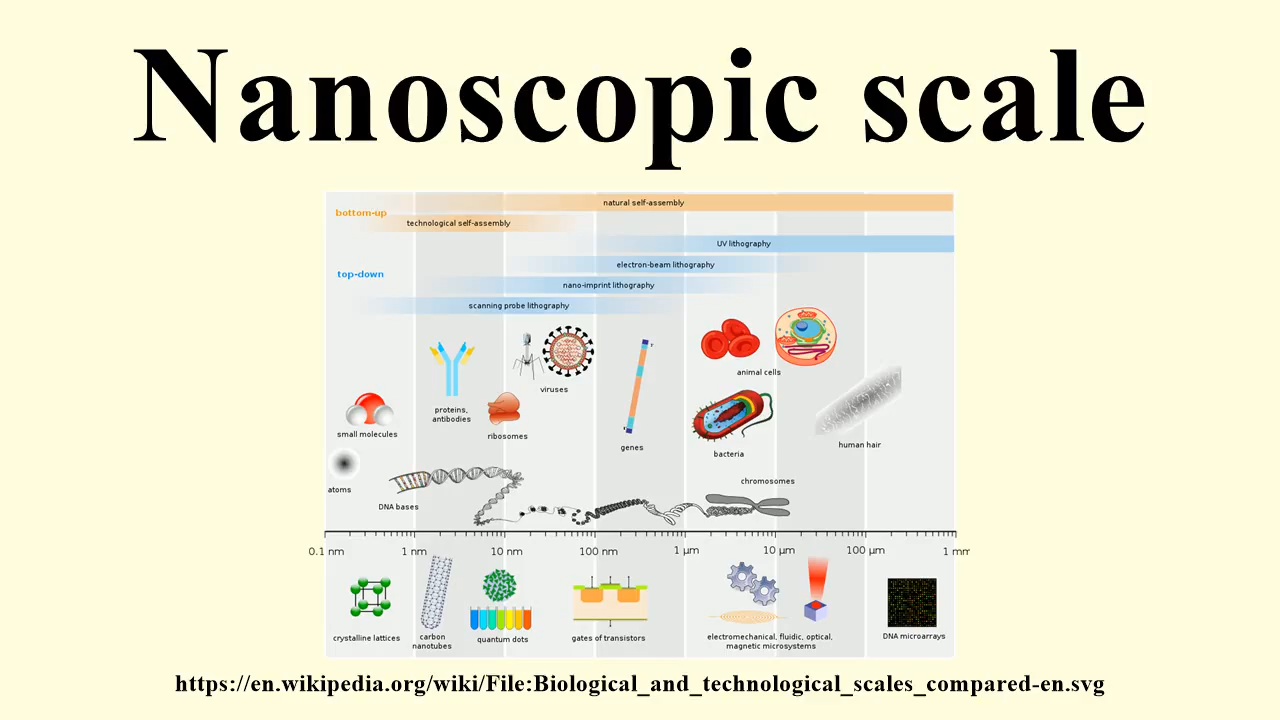 Nanoscopic scale
natural self-assembly
bottom-up
technological self-assembly
UV lithography
electron-beam lithography
top-down
nano-imprint lithography
scanning probe lithography
animal cells
viruses
proteins,
antibodies
small molecules
ribosomes
genes
human hair
bacteria
atoms
chromosomes
DNA bases
0.1 nm 1 nm 10 nm 100 nm 1 µm 10 µm 100 µm 1 mm
crystalline lattices
carbon
nanotubes
quantum dots
gates of transistors
electromechanical, fluidic, optical,
magnetic microsystems
DNA microarrays
https://en.wikipedia.org/wiki/File:Biological_and_technological_scales_compared-en.svg